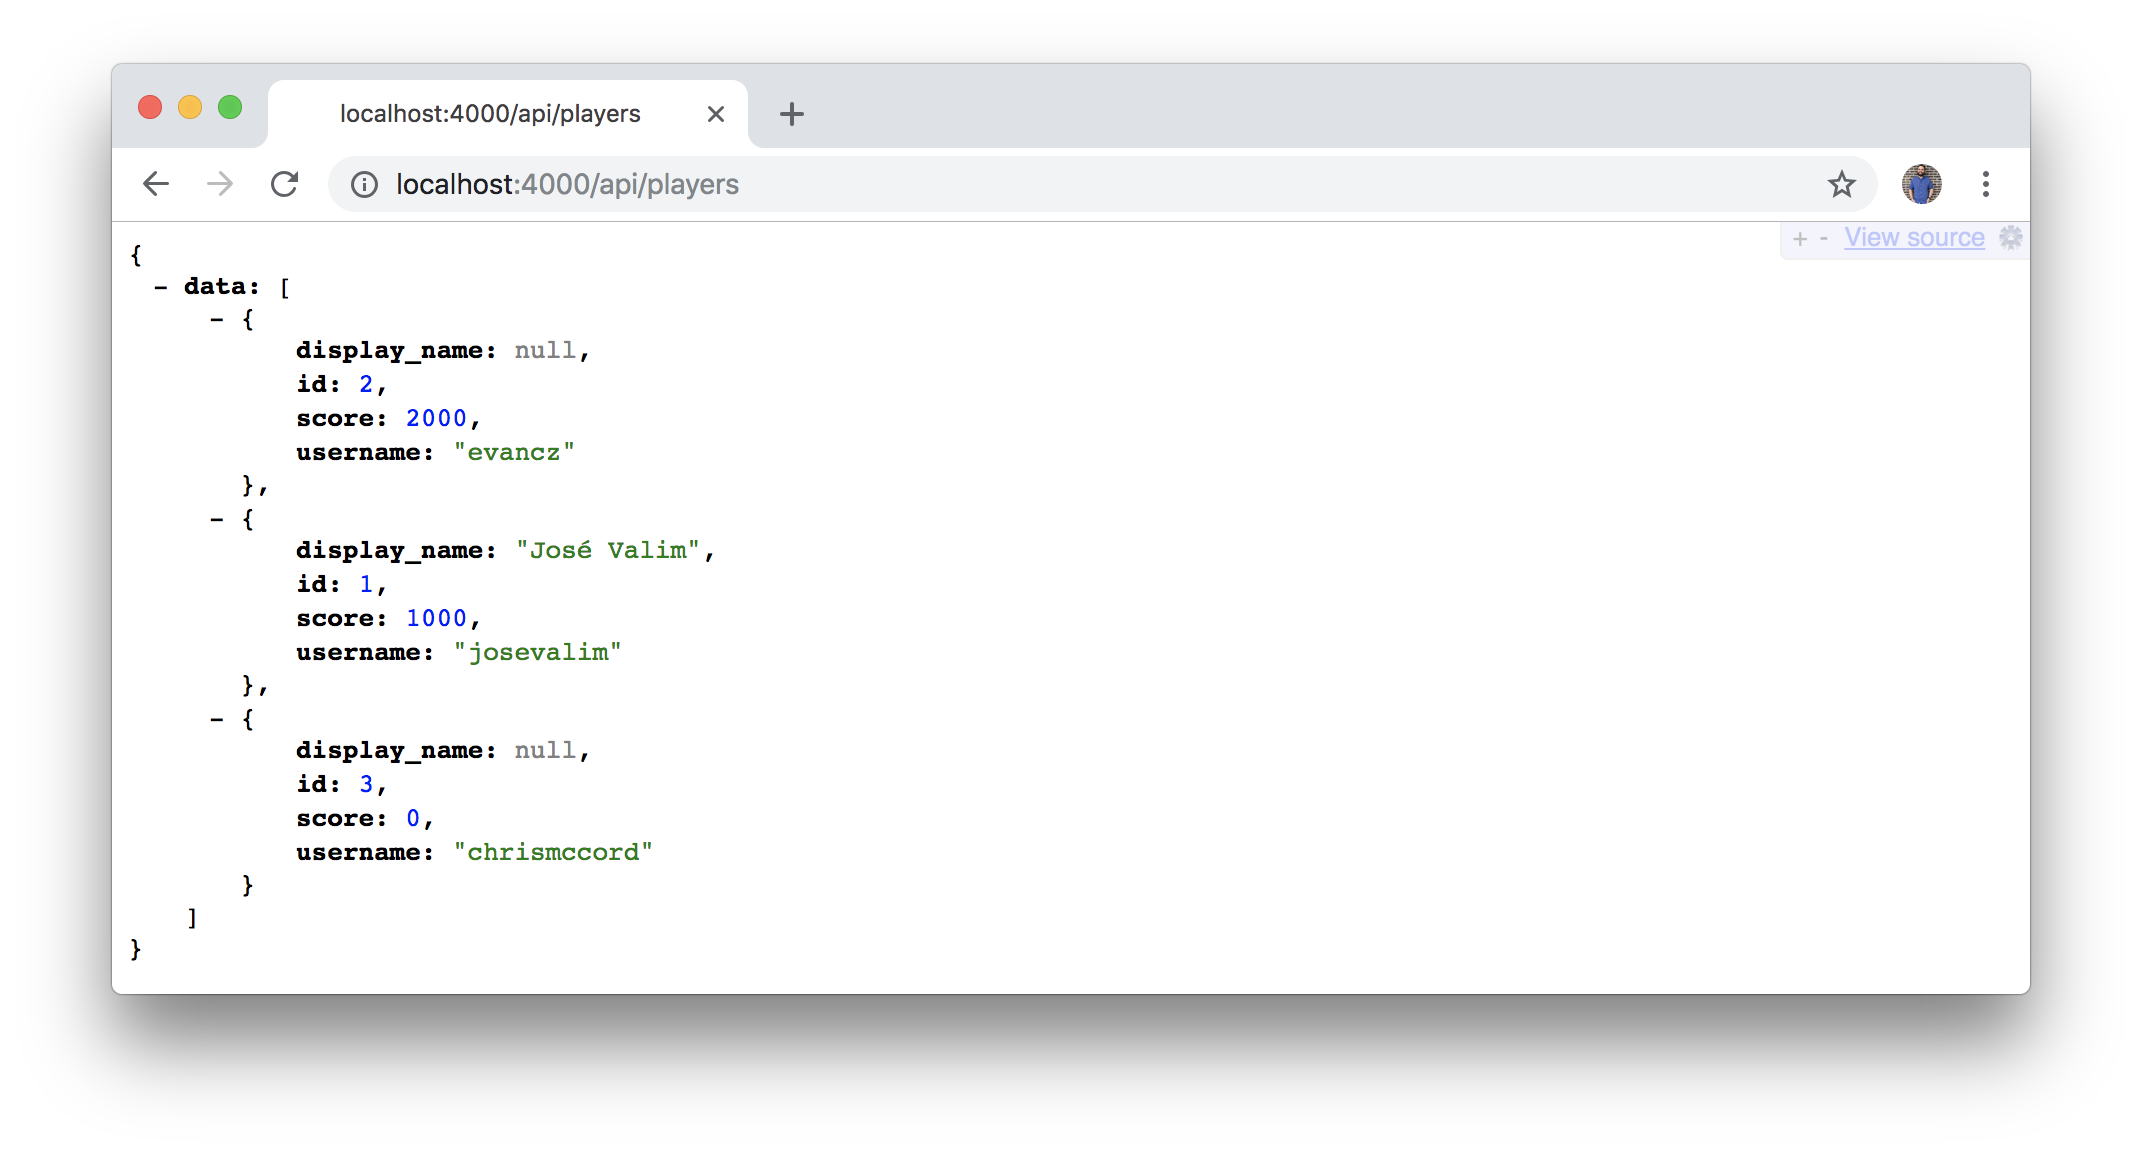 localhost:4000/api/players
localhost:4000/api/players
+ - View source
{
- data: [
- {
display_name: null,
id: 2,
score: 2000,
username: "evancz"
},
- {
display_name: "José Valim",
id: 1,
score: 1000,
username: "josevalim"
},
- {
display_name: null,
id: 3,
score: 0,
username: "chrismccord"
}
]
}